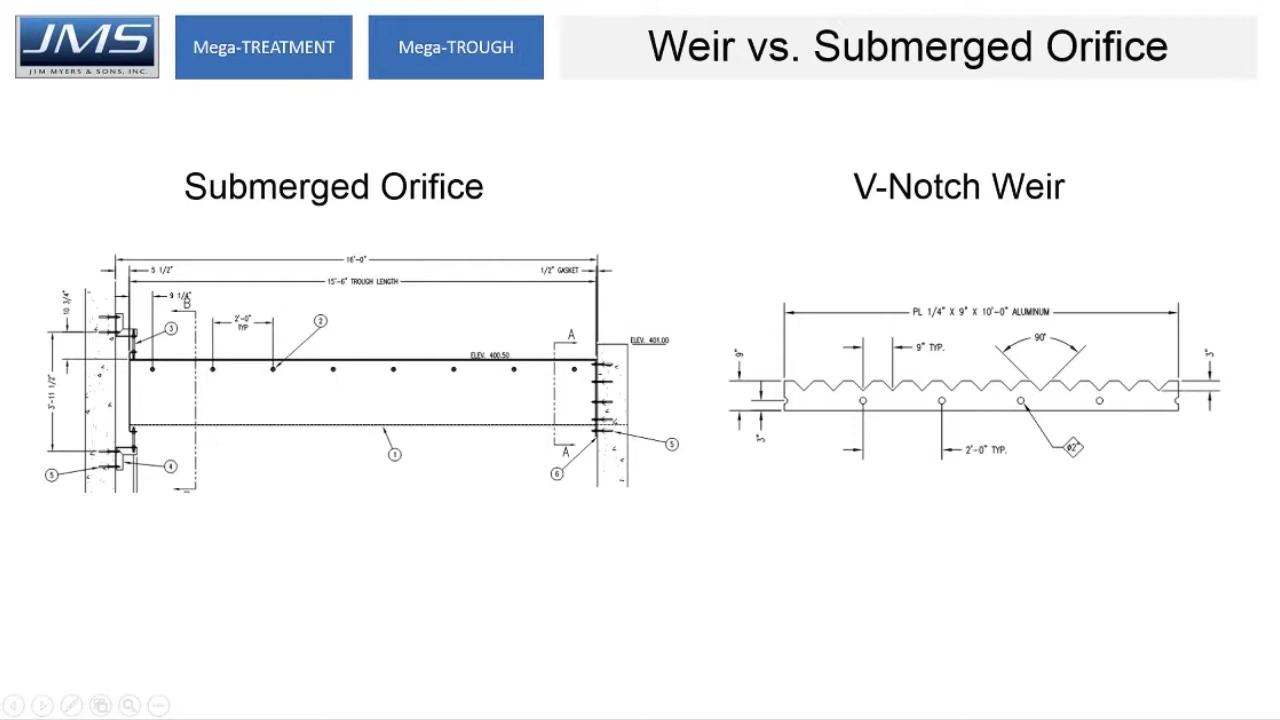 JMS
JIM MYERS & SONS, INC.
Mega-TREATMENT
Mega-TROUGH
Weir vs. Submerged Orifice
Submerged Orifice
V-Notch Weir
16'-0"
5 1/2"
1/2" GASKET
15'-6" TROUGH LENGTH
10 3/4"
9 1/4"
B
2'-0"
TYP
2
3
A
ELEV. 401.00
ELEV. 400.50
3'-11 1/2"
1
A
4
5
5
6
PL 1/4" X 9" X 10'-0" ALUMINUM
9" TYP.
90°
9"
3"
3"
2'-0" TYP.
ø2"